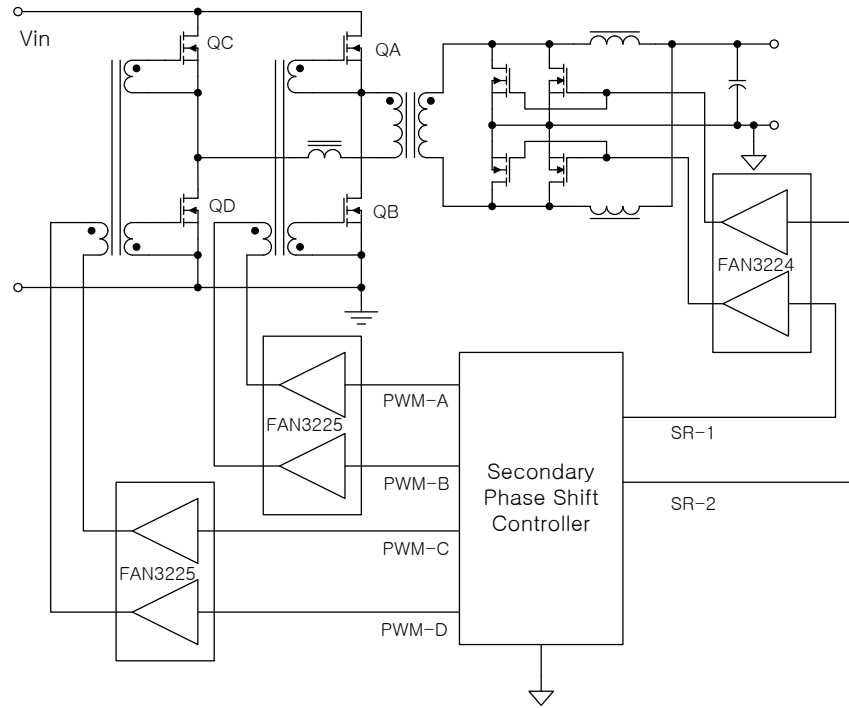 Vin
QC
QA
QD
QB
FAN3224
PWM-A
FAN3225
PWM-B
SR-1
Secondary
Phase Shift
Controller
SR-2
PWM-C
FAN3225
PWM-D